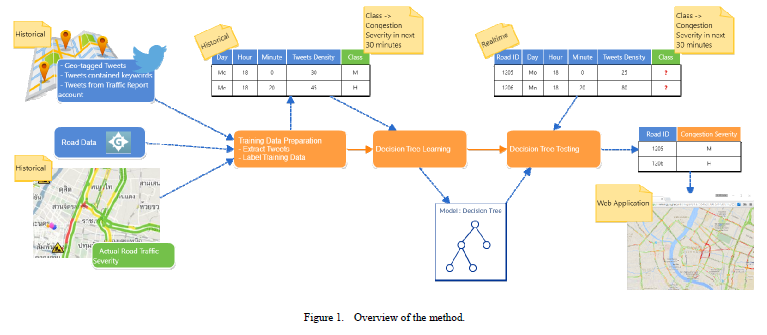 Historical
- Geo-tagged Tweets
- Tweets contained keywords
- Tweets from Traffic Report
account
Road Data
Historical
Actual Road Traffic
Severity
Historical
Class ->
Congestion
Severity in next
30 minutes
Day Hour Minute Tweets Density Class
Mo 18 0 30 M
Mo 18 20 45 H
Training Data Preparation
- Extract Tweets
- Label Training Data
Decision Tree Learning
Model : Decision Tree
Realtime
Class ->
Congestion
Severity in next
30 minutes
Road ID Day Hour Minute Tweets Density Class
1205 Mo 18 0 25 ?
1206 Mo 18 20 80 ?
Decision Tree Testing
Road ID Congestion Severity
1205 M
1206 H
Web Application
Figure 1. Overview of the method.